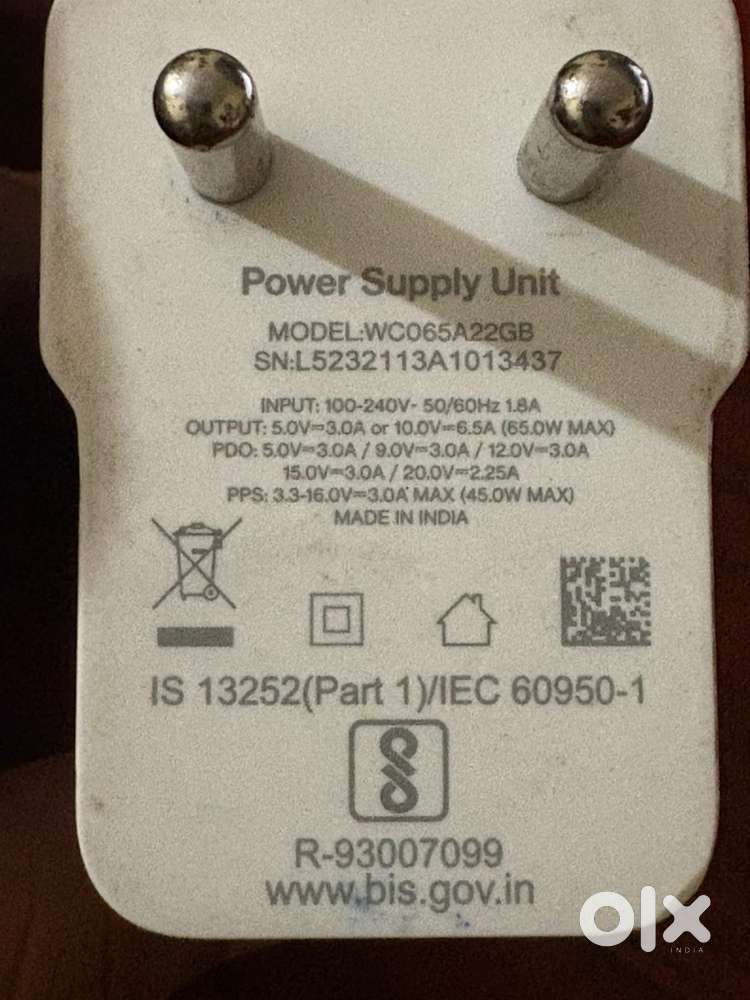 Power Supply Unit
MODEL:WC065A22GB
SN:L5232113A1013437
INPUT: 100-240V~ 50/60Hz 1.8A
OUTPUT: 5.0V⎓3.0A or 10.0V⎓6.5A (65.0W MAX)
PDO: 5.0V⎓3.0A / 9.0V⎓3.0A / 12.0V⎓3.0A
15.0V⎓3.0A / 20.0V⎓2.25A
PPS: 3.3-16.0V⎓3.0A MAX (45.0W MAX)
MADE IN INDIA
IS 13252(Part 1)/IEC 60950-1
R-93007099
www.bis.gov.in
olx
INDIA